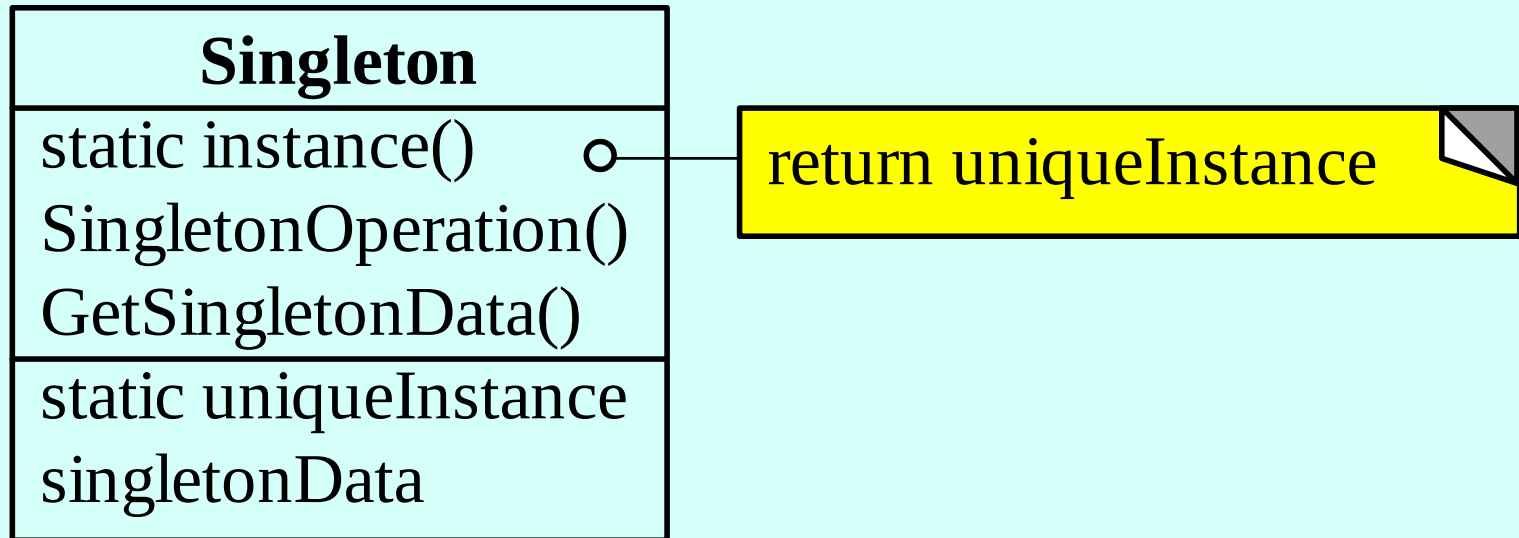 Singleton
static instance()
return uniqueInstance
SingletonOperation()
GetSingletonData()
static uniqueInstance
singletonData